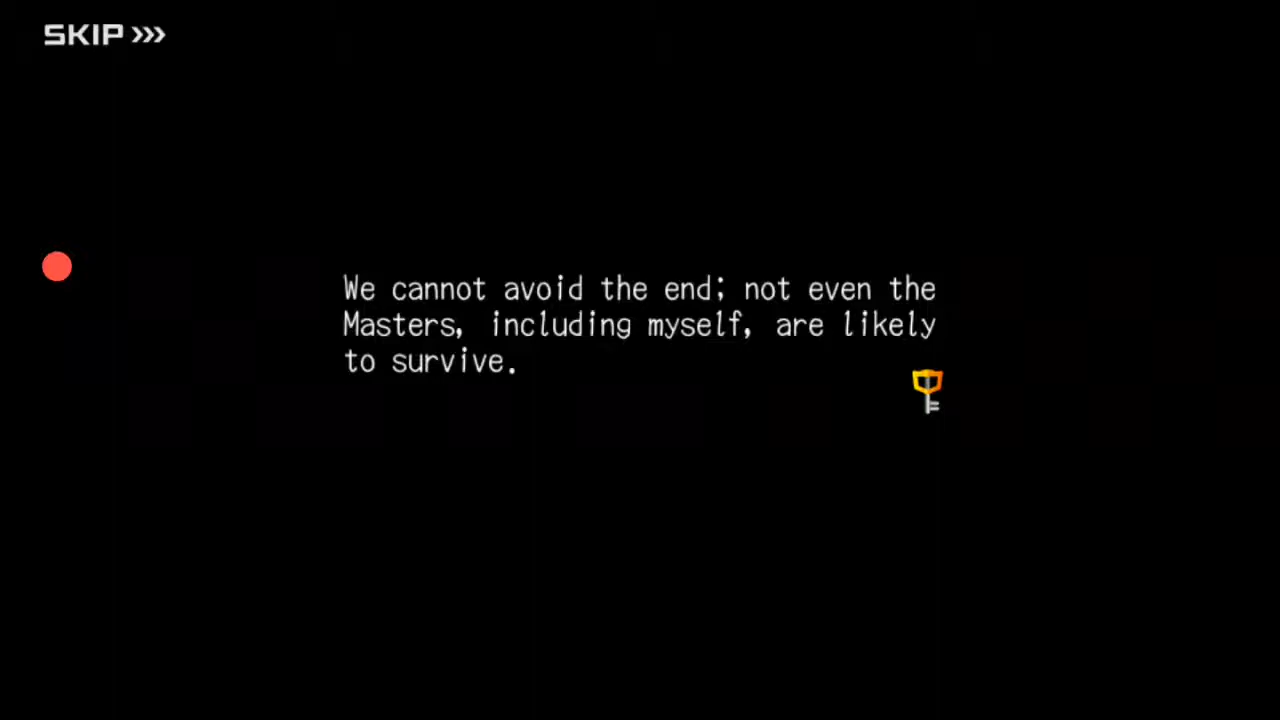 SKIP >>>
We cannot avoid the end; not even the
Masters, including myself, are likely
to survive.